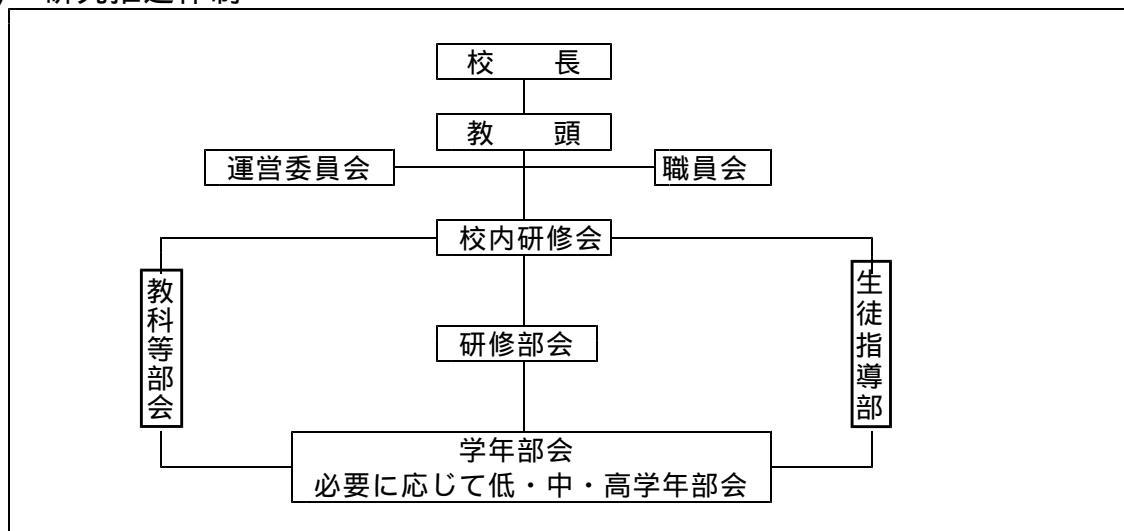 校　　長
教　　頭
運営委員会
職員会
校内研修会
教科等部会
生徒指導部
研修部会
学年部会
必要に応じて低・中・高学年部会